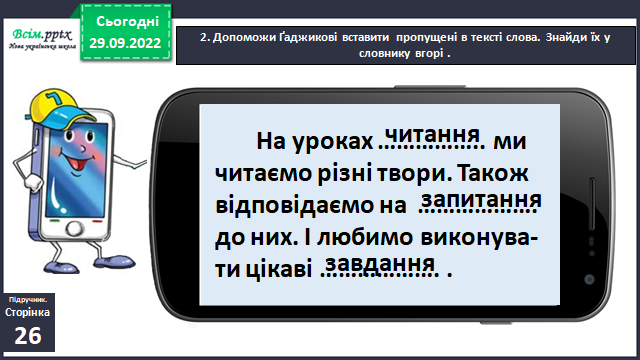 Всім.pptx
Нова українська школа
Сьогодні
29.09.2022
2. Допоможи Ґаджикові вставити пропущені в тексті слова. Знайди їх у
словнику вгорі .
На уроках ...читання... ми
читаємо різні твори. Також
відповідаємо на ...запитання...
до них. І любимо виконува-
ти цікаві ...завдання... .
Підручник.
Сторінка
26